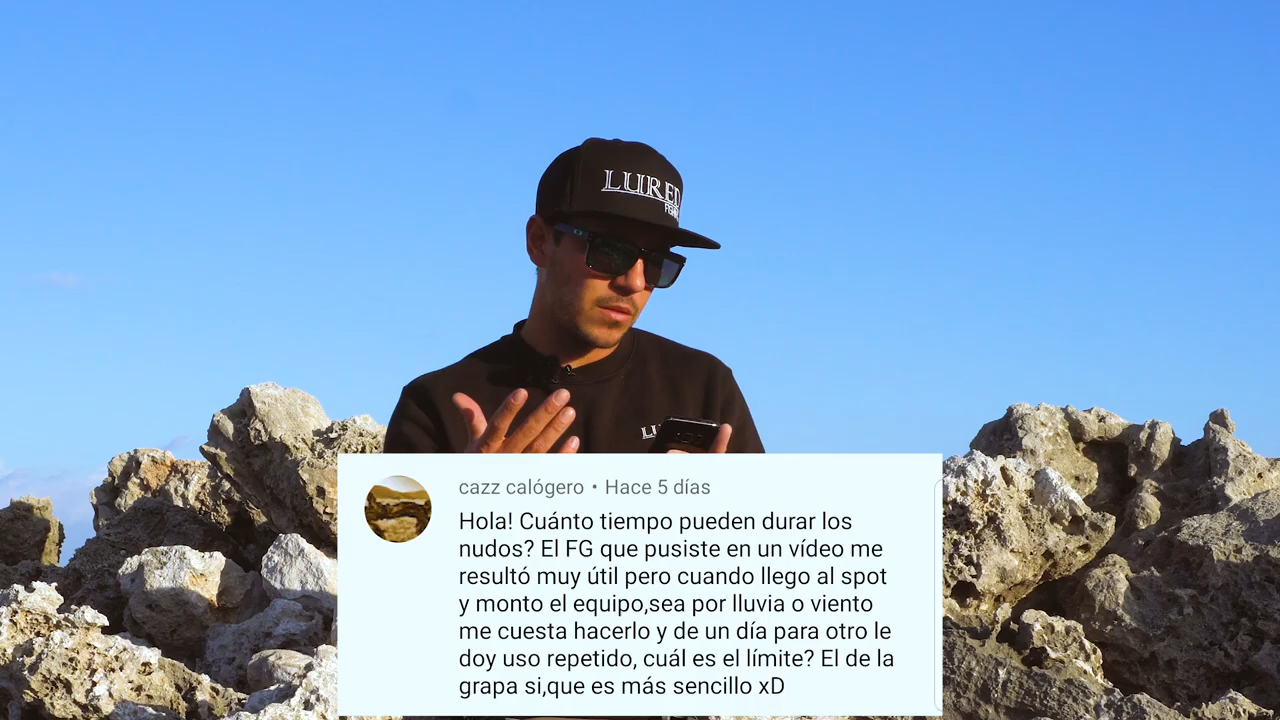 LURED
cazz calógero • Hace 5 días
Hola! Cuánto tiempo pueden durar los
nudos? El FG que pusiste en un vídeo me
resultó muy útil pero cuando llego al spot
y monto el equipo,sea por lluvia o viento
me cuesta hacerlo y de un día para otro le
doy uso repetido, cuál es el límite? El de la
grapa si,que es más sencillo xD